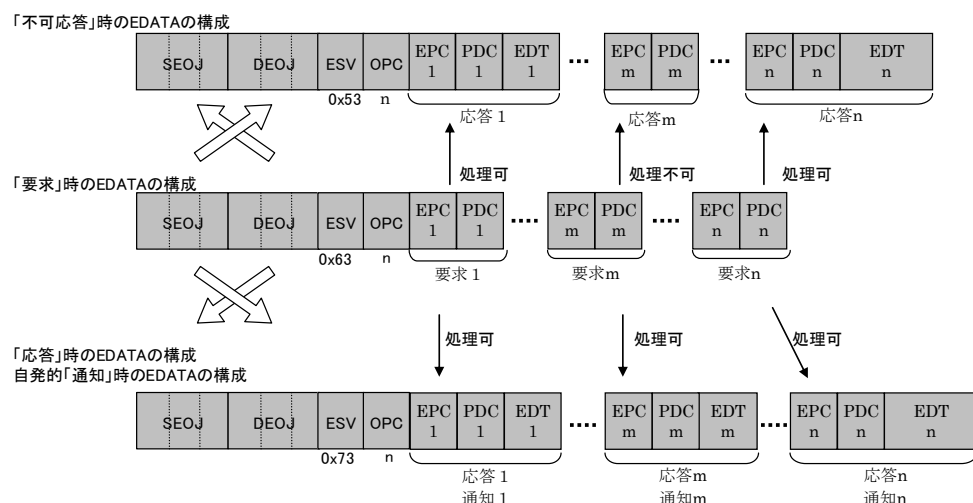 「不可応答」時のEDATAの構成
SEOJ DEOJ ESV OPC EPC 1 PDC 1 EDT 1 … EPC m PDC m … EPC n PDC n EDT n
0x53 n 応答1 応答m 応答n
処理可 処理不可 処理可
「要求」時のEDATAの構成
SEOJ DEOJ ESV OPC EPC 1 PDC 1 ‥‥ EPC m PDC m ‥‥ EPC n PDC n
0x63 n 要求1 要求m 要求n
処理可 処理可 処理可
「応答」時のEDATAの構成
自発的「通知」時のEDATAの構成
SEOJ DEOJ ESV OPC EPC 1 PDC 1 EDT 1 ‥‥ EPC m PDC m EDT m ‥‥ EPC n PDC n EDT n
0x73 n 応答1 応答m 応答n
通知1 通知m 通知n